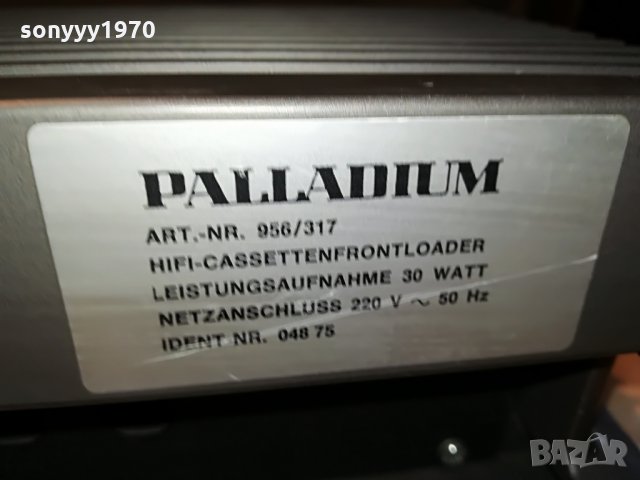 sonyyy1970
PALLADIUM
ART.-NR. 956/317
HIFI-CASSETTENFRONTLOADER
LEISTUNGSAUFNAHME 30 WATT
NETZANSCHLUSS 220 V ~ 50 Hz
IDENT NR. 048 75
BAZAR